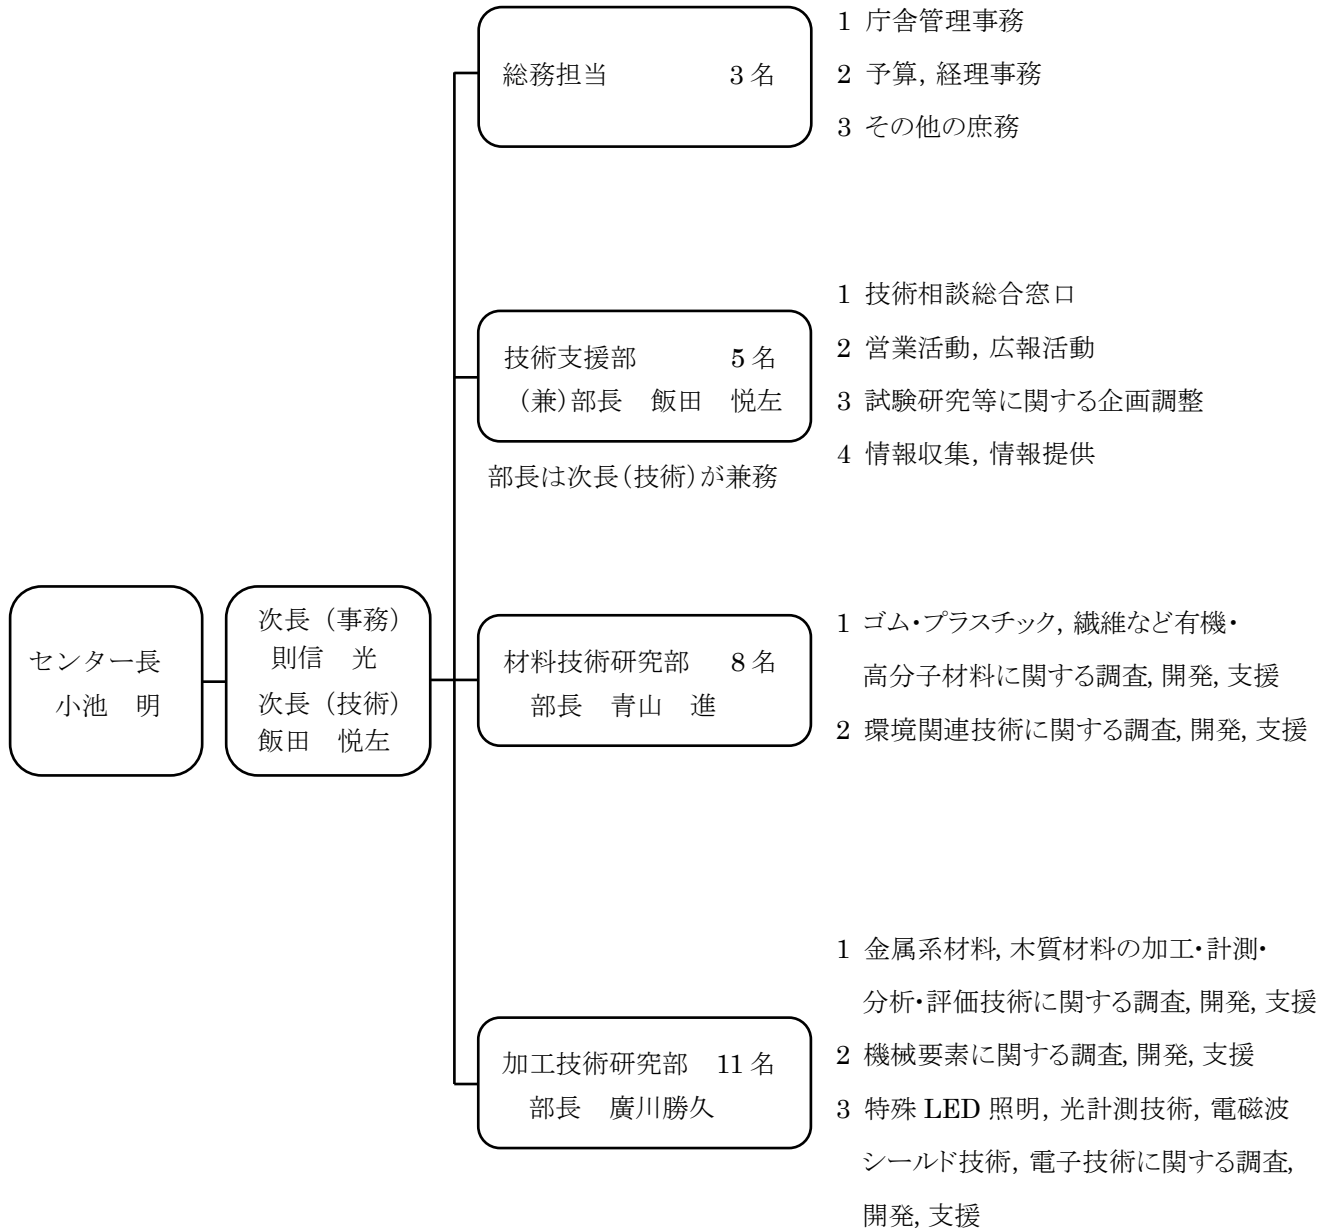 センター長
小池　明
次長（事務）
則信　光
次長（技術）
飯田　悦左
総務担当　3 名
1 庁舎管理事務
2 予算, 経理事務
3 その他の庶務
技術支援部　5 名
（兼）部長　飯田　悦左
部長は次長（技術）が兼務
1 技術相談総合窓口
2 営業活動, 広報活動
3 試験研究等に関する企画調整
4 情報収集, 情報提供
材料技術研究部　8 名
部長　青山　進
1 ゴム・プラスチック, 繊維など有機・
高分子材料に関する調査, 開発, 支援
2 環境関連技術に関する調査, 開発, 支援
加工技術研究部　11 名
部長　廣川勝久
1 金属系材料, 木質材料の加工・計測・
分析・評価技術に関する調査, 開発, 支援
2 機械要素に関する調査, 開発, 支援
3 特殊 LED 照明, 光計測技術, 電磁波
シールド技術, 電子技術に関する調査,
開発, 支援